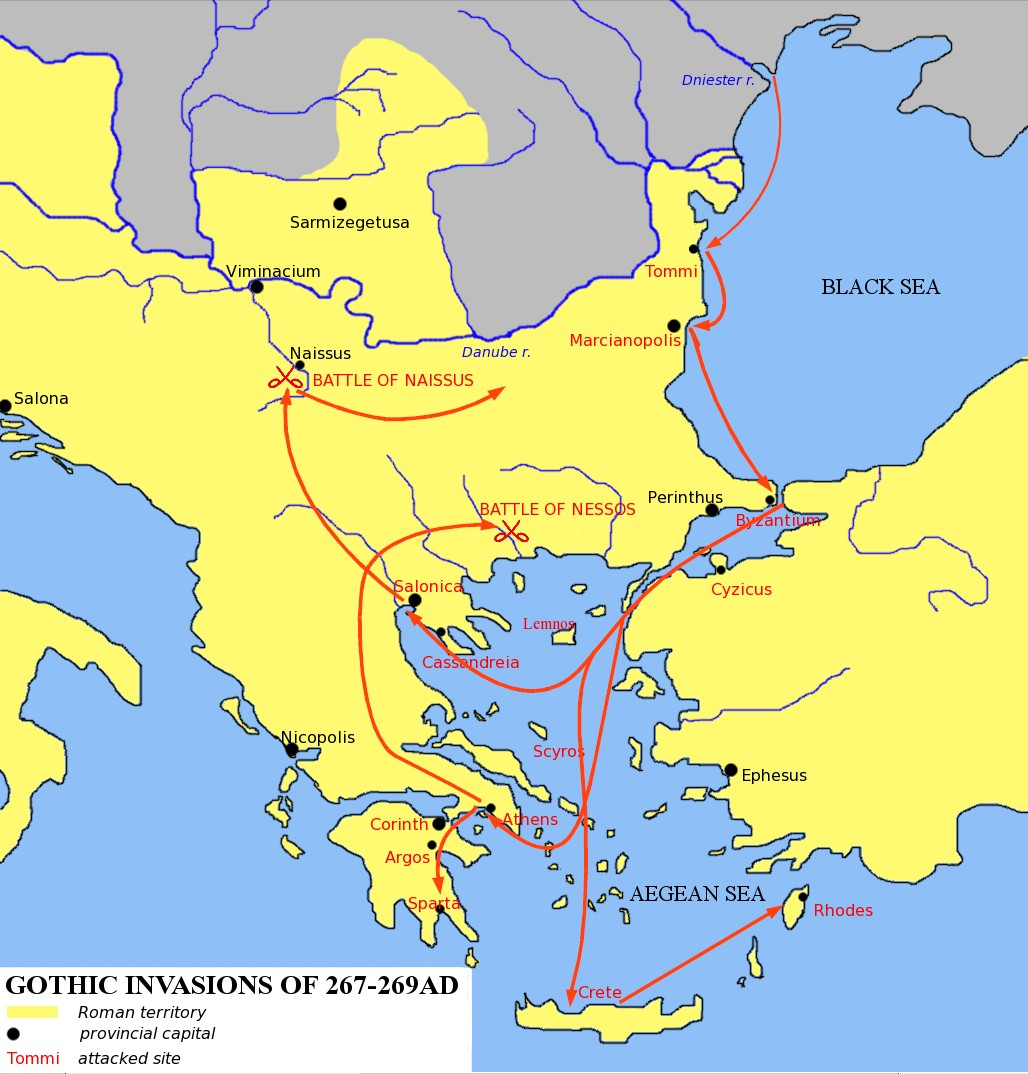 Dniester r.
Sarmizegetusa
Viminacium
Tommi
BLACK SEA
Marcianopolis
Naissus
Danube r.
BATTLE OF NAISSUS
Salona
Perinthus
BATTLE OF NESSOS
Byzantium
Salonica
Cyzicus
Lemnos
Cassandreia
Nicopolis
Scyros
Ephesus
Corinth
Athens
Argos
AEGEAN SEA
Sparta
Rhodes
Crete
GOTHIC INVASIONS OF 267-269AD
Roman territory
provincial capital
Tommi attacked site